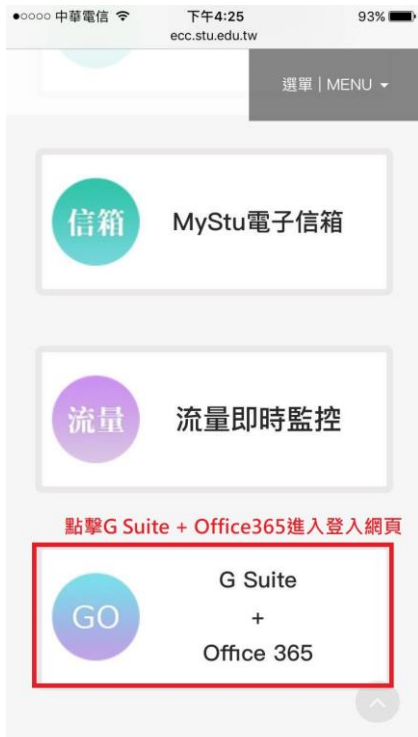 ●○○○○ 中華電信 下午4:25 93%
ecc.stu.edu.tw
選單 | MENU
信箱 MyStu電子信箱
流量 流量即時監控
點擊G Suite + Office365進入登入網頁
GO
G Suite
+
Office 365